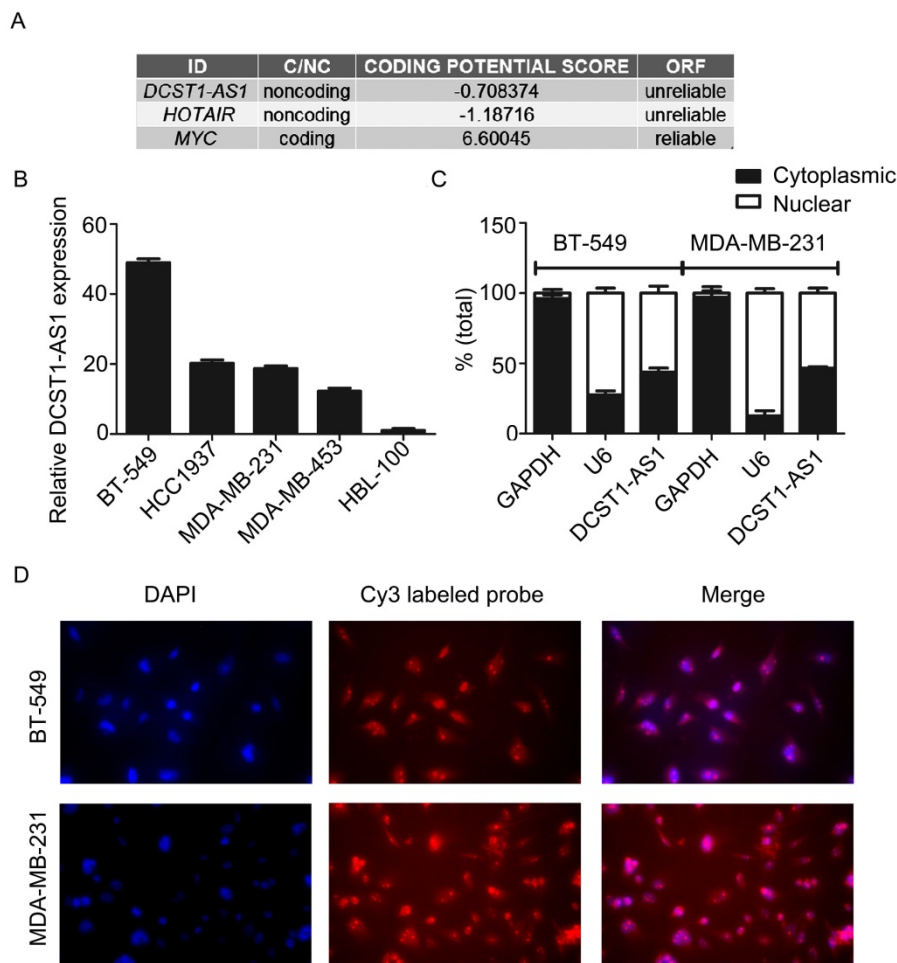 A
ID C/NC CODING POTENTIAL SCORE ORF
DCST1-AS1 noncoding -0.708374 unreliable
HOTAIR noncoding -1.18716 unreliable
MYC coding 6.60045 reliable
B
Relative DCST1-AS1 expression
60
40
20
0
BT-549
HCC1937
MDA-MB-231
MDA-MB-453
HBL-100
C
Cytoplasmic
Nuclear
% (total)
150
100
50
0
BT-549 MDA-MB-231
GAPDH
U6
DCST1-AS1
GAPDH
U6
DCST1-AS1
D
DAPI Cy3 labeled probe Merge
BT-549
MDA-MB-231